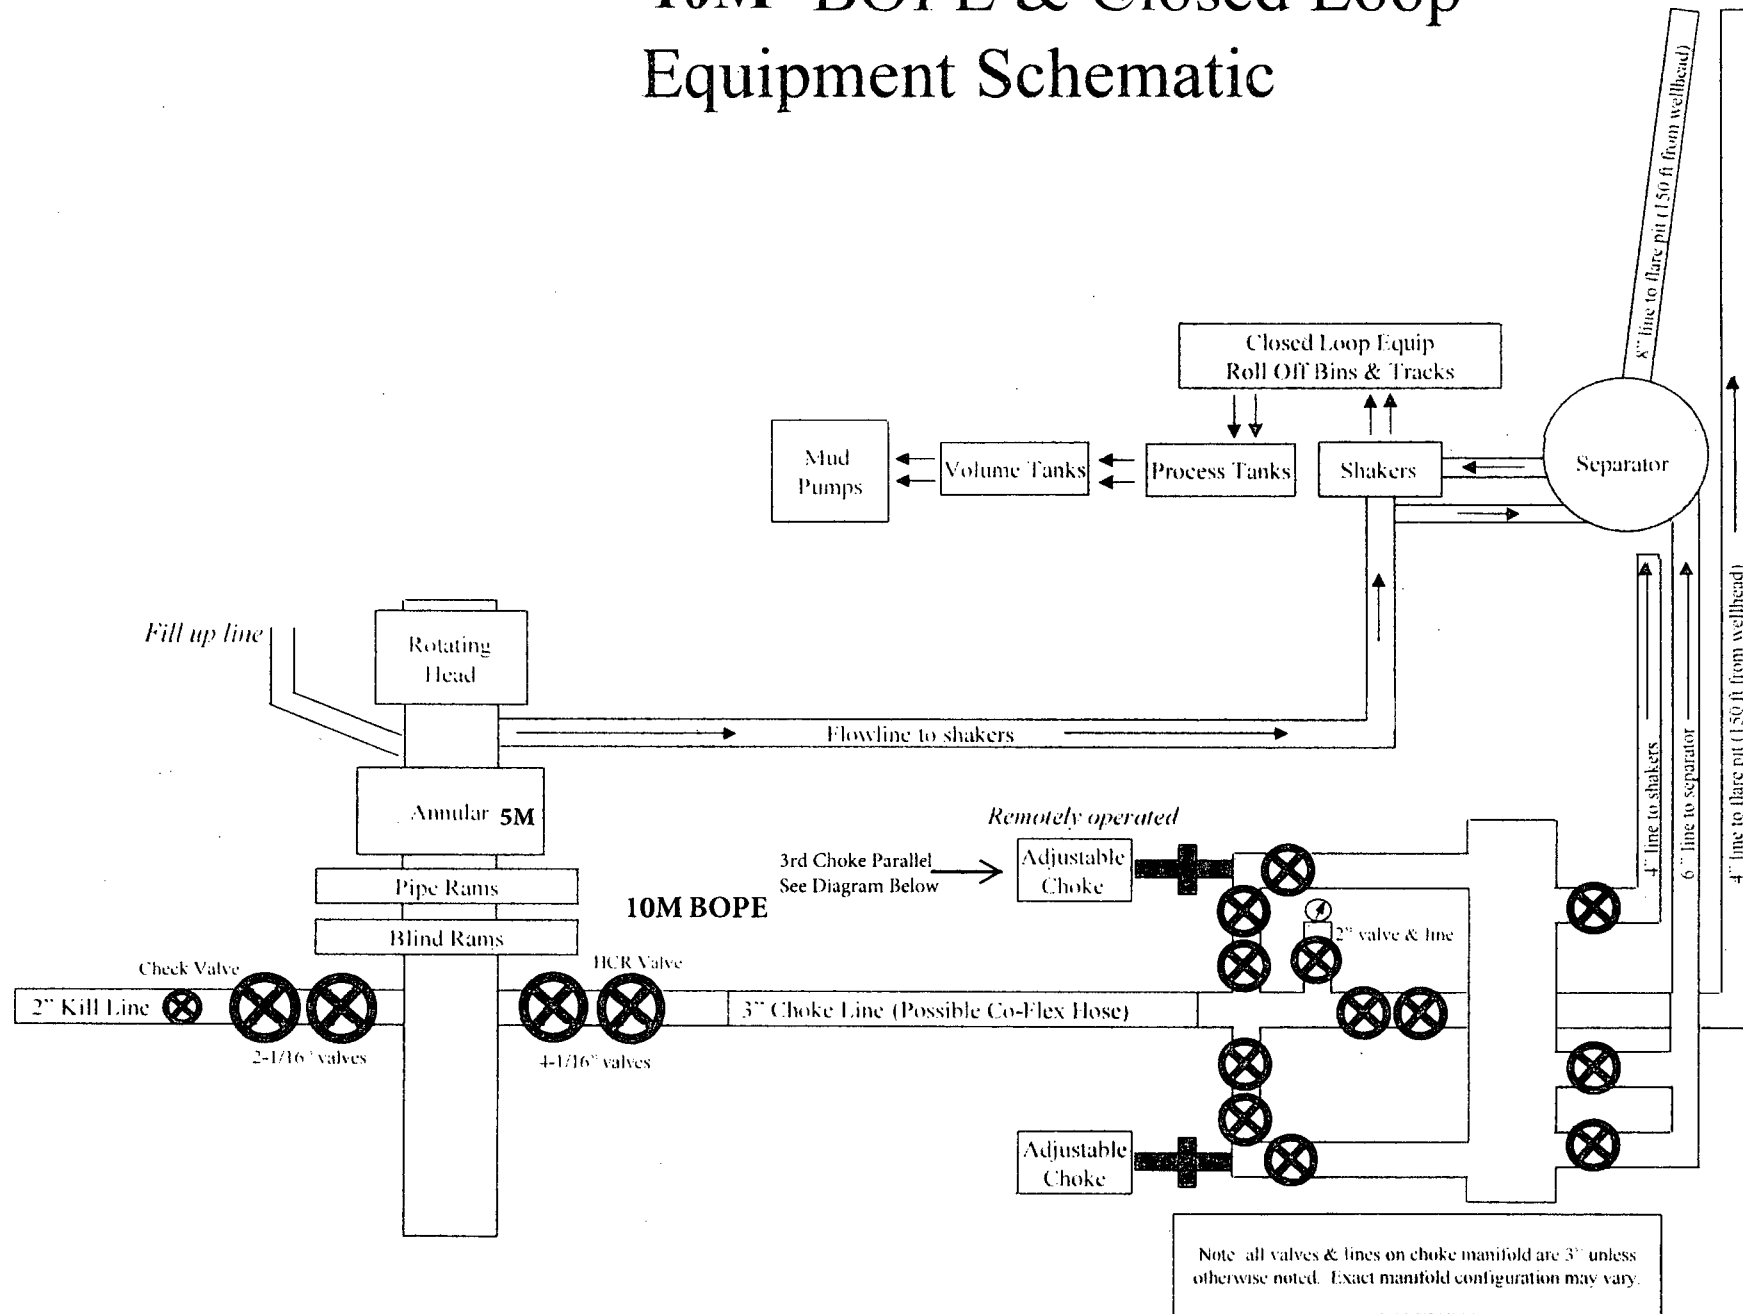 10M BOPE & Closed Loop
Equipment Schematic
8" line to flare pit (150 ft from wellhead)
Closed Loop Equip
Roll Off Bins & Tracks
Mud
Pumps
Volume Tanks
Process Tanks
Shakers
Separator
Fill up line
Rotating
Head
Flowline to shakers
Annular 5M
Pipe Rams
Blind Rams
10M BOPE
Remotely operated
3rd Choke Parallel
See Diagram Below
Adjustable
Choke
2" valve & line
4" line to shakers
6" line to separator
4" line to flare pit (150 ft from wellhead)
Check Valve
HCR Valve
2" Kill Line
3" Choke Line (Possible Co-Flex Hose)
2-1/16" valves
4-1/16" valves
Adjustable
Choke
Note all valves & lines on choke manifold are 3" unless
otherwise noted. Exact manifold configuration may vary.